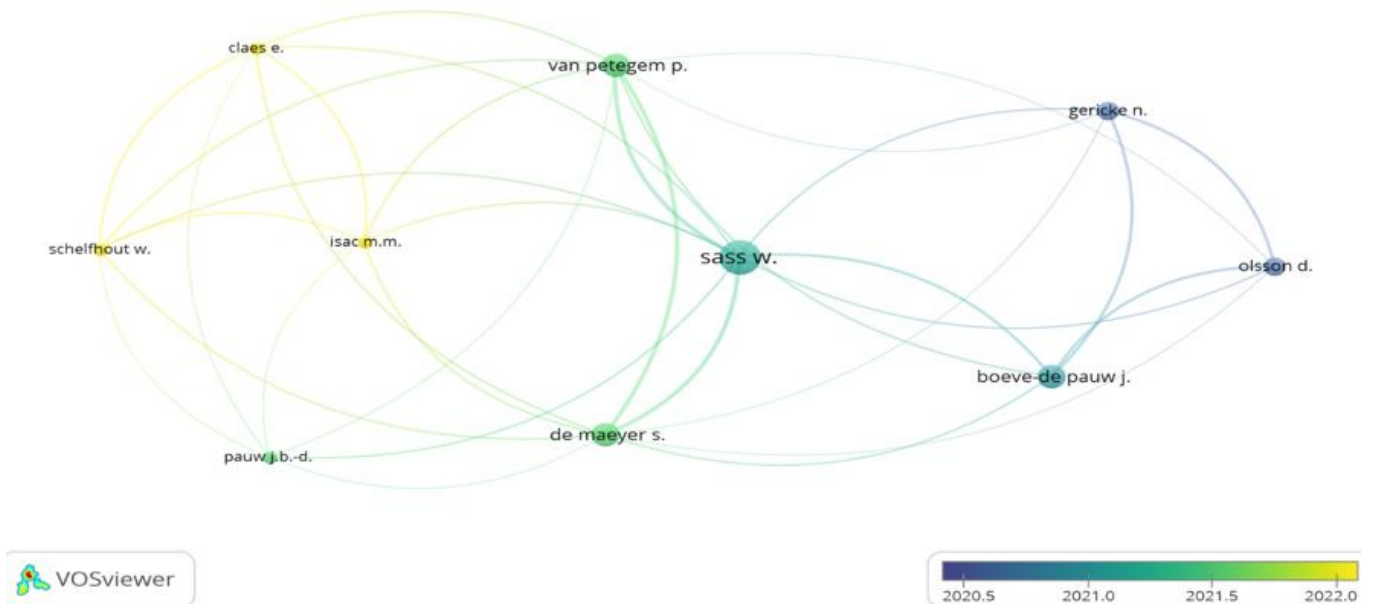 claes e.
van petegem p.
gericke n.
schelfhout w.
isac m.m.
sass w.
olsson d.
boeve-de pauw j.
de maeyer s.
pauw j.b.-d.
VOSviewer
2020.5 2021.0 2021.5 2022.0